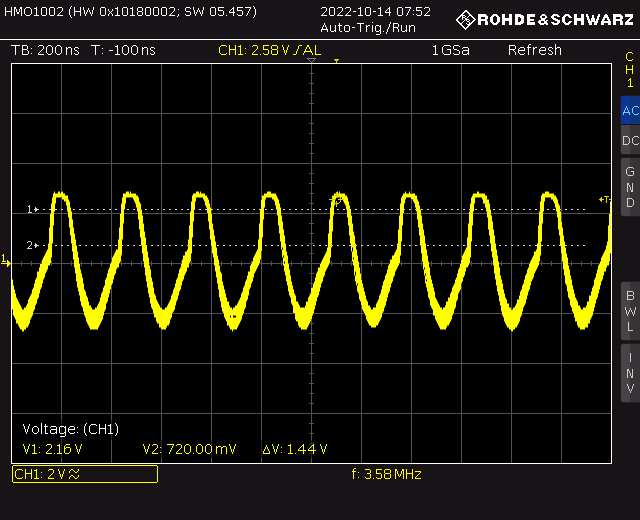 HMO1002 (HW 0x10180002; SW 05.457)
2022-10-14 07:52
Auto-Trig./Run
ROHDE&SCHWARZ
TB: 200 ns T: -100 ns
CH1: 2.58 V / AL
1 GSa
Refresh
CH1
AC
DC
GND
BWL
INV
1
2
1
T
Voltage: (CH1)
V1: 2.16 V
V2: 720.00 mV
ΔV: 1.44 V
CH1: 2 V ≈
f: 3.58 MHz